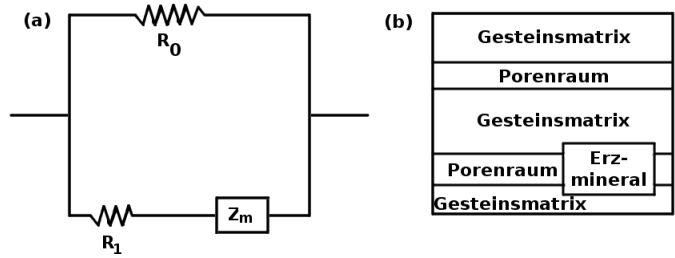 (a)
R0
R1
Zm
(b)
Gesteinsmatrix
Porenraum
Gesteinsmatrix
Porenraum
Erz-
mineral
Gesteinsmatrix